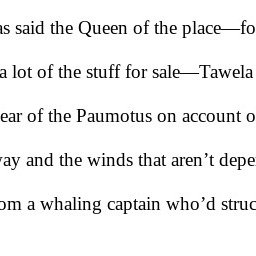 as said the Queen of the place—fo
a lot of the stuff for sale—Tawela
ear of the Paumotus on account o
vay and the winds that aren’t depe
om a whaling captain who’d struc